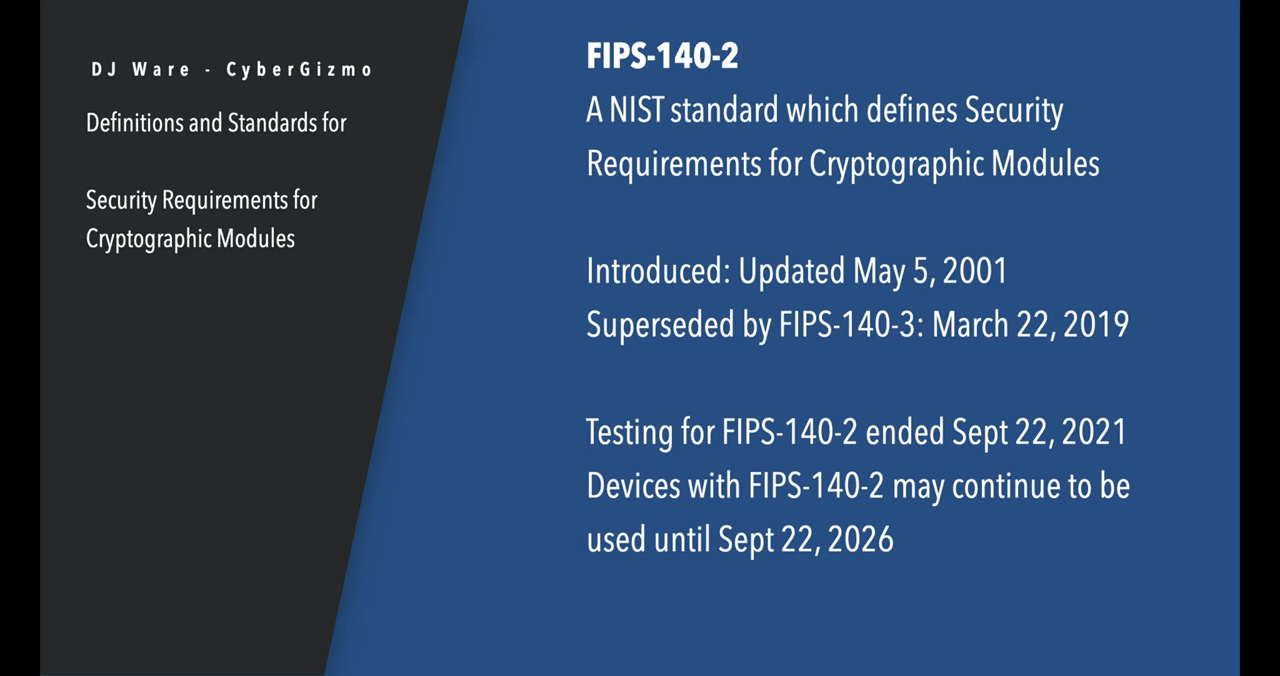 DJ Ware - CyberGizmo
Definitions and Standards for
Security Requirements for
Cryptographic Modules
FIPS-140-2
A NIST standard which defines Security
Requirements for Cryptographic Modules
Introduced: Updated May 5, 2001
Superseded by FIPS-140-3: March 22, 2019
Testing for FIPS-140-2 ended Sept 22, 2021
Devices with FIPS-140-2 may continue to be
used until Sept 22, 2026